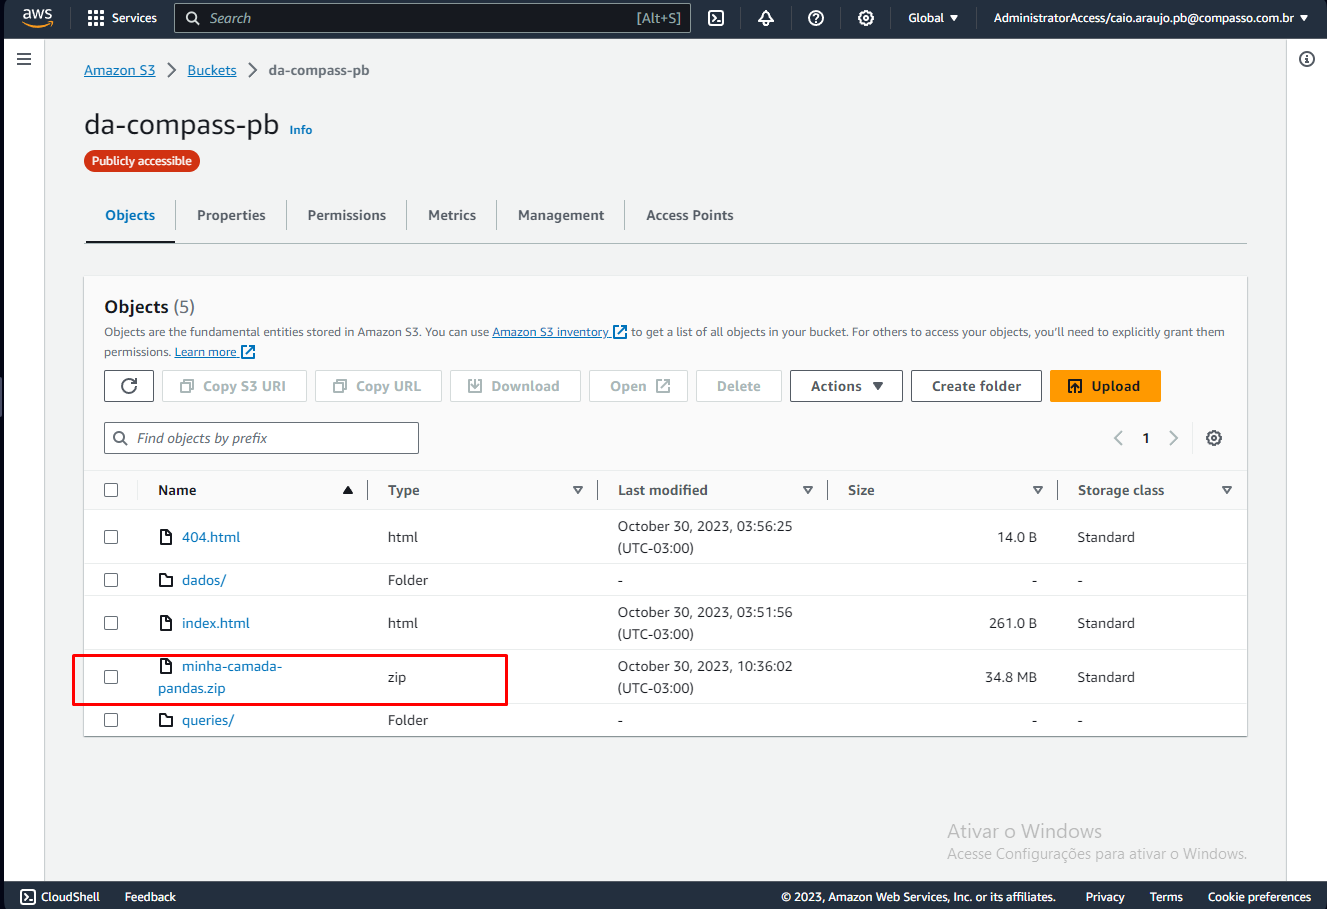 aws Services Search [Alt+S] Global AdministratorAccess/caio.araujo.pb@compasso.com.br
Amazon S3 Buckets da-compass-pb
da-compass-pb Info
Publicly accessible
Objects Properties Permissions Metrics Management Access Points
Objects (5)
Objects are the fundamental entities stored in Amazon S3. You can use Amazon S3 inventory to get a list of all objects in your bucket. For others to access your objects, you'll need to explicitly grant them
permissions. Learn more
Copy S3 URI Copy URL Download Open Delete Actions Create folder Upload
Find objects by prefix 1
Name Type Last modified Size Storage class
404.html html October 30, 2023, 03:56:25 (UTC-03:00) 14.0 B Standard
dados/ Folder - - -
index.html html October 30, 2023, 03:51:56 (UTC-03:00) 261.0 B Standard
minha-camada-pandas.zip zip October 30, 2023, 10:36:02 (UTC-03:00) 34.8 MB Standard
queries/ Folder - - -
Ativar o Windows
Acesse Configurações para ativar o Windows.
CloudShell Feedback © 2023, Amazon Web Services, Inc. or its affiliates. Privacy Terms Cookie preferences